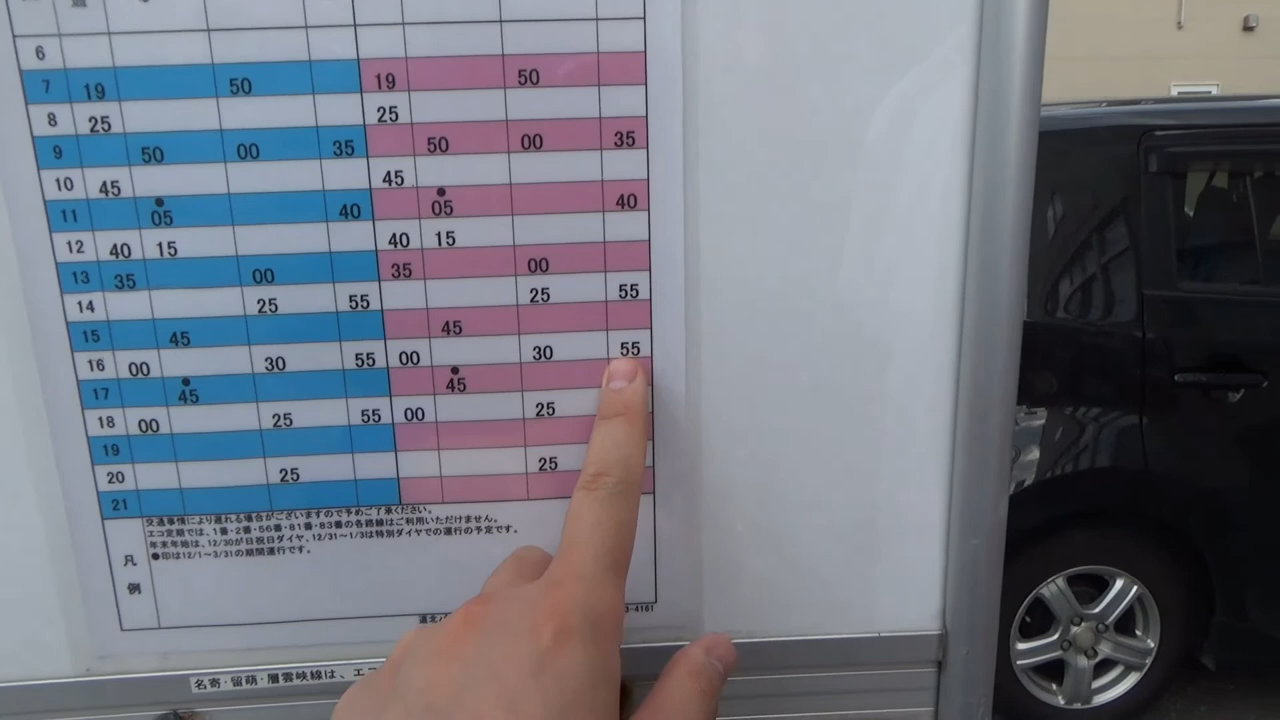 6
7 19 50 19 50
8 25 25
9 50 00 35 50 00 35
10 45 45
11 ●05 40 ●05 40
12 40 15 40 15
13 35 00 35 00
14 25 55 25 55
15 45 45
16 00 30 55 00 30 55
17 ●45 ●45
18 00 25 55 00 25
19
20 25 25
21
凡例
交通事情により遅れる場合がございますので予めご了承ください。
エコ定期では、1番・2番・56番・81番・83番の各路線はご利用いただけません。
年末年始は、12/30が日祝日ダイヤ、12/31～1/3は特別ダイヤでの運行の予定です。
●印は12/1～3/31の期間運行です。
道北 3-4161
名寄・留萌・層雲峡線は、エコ